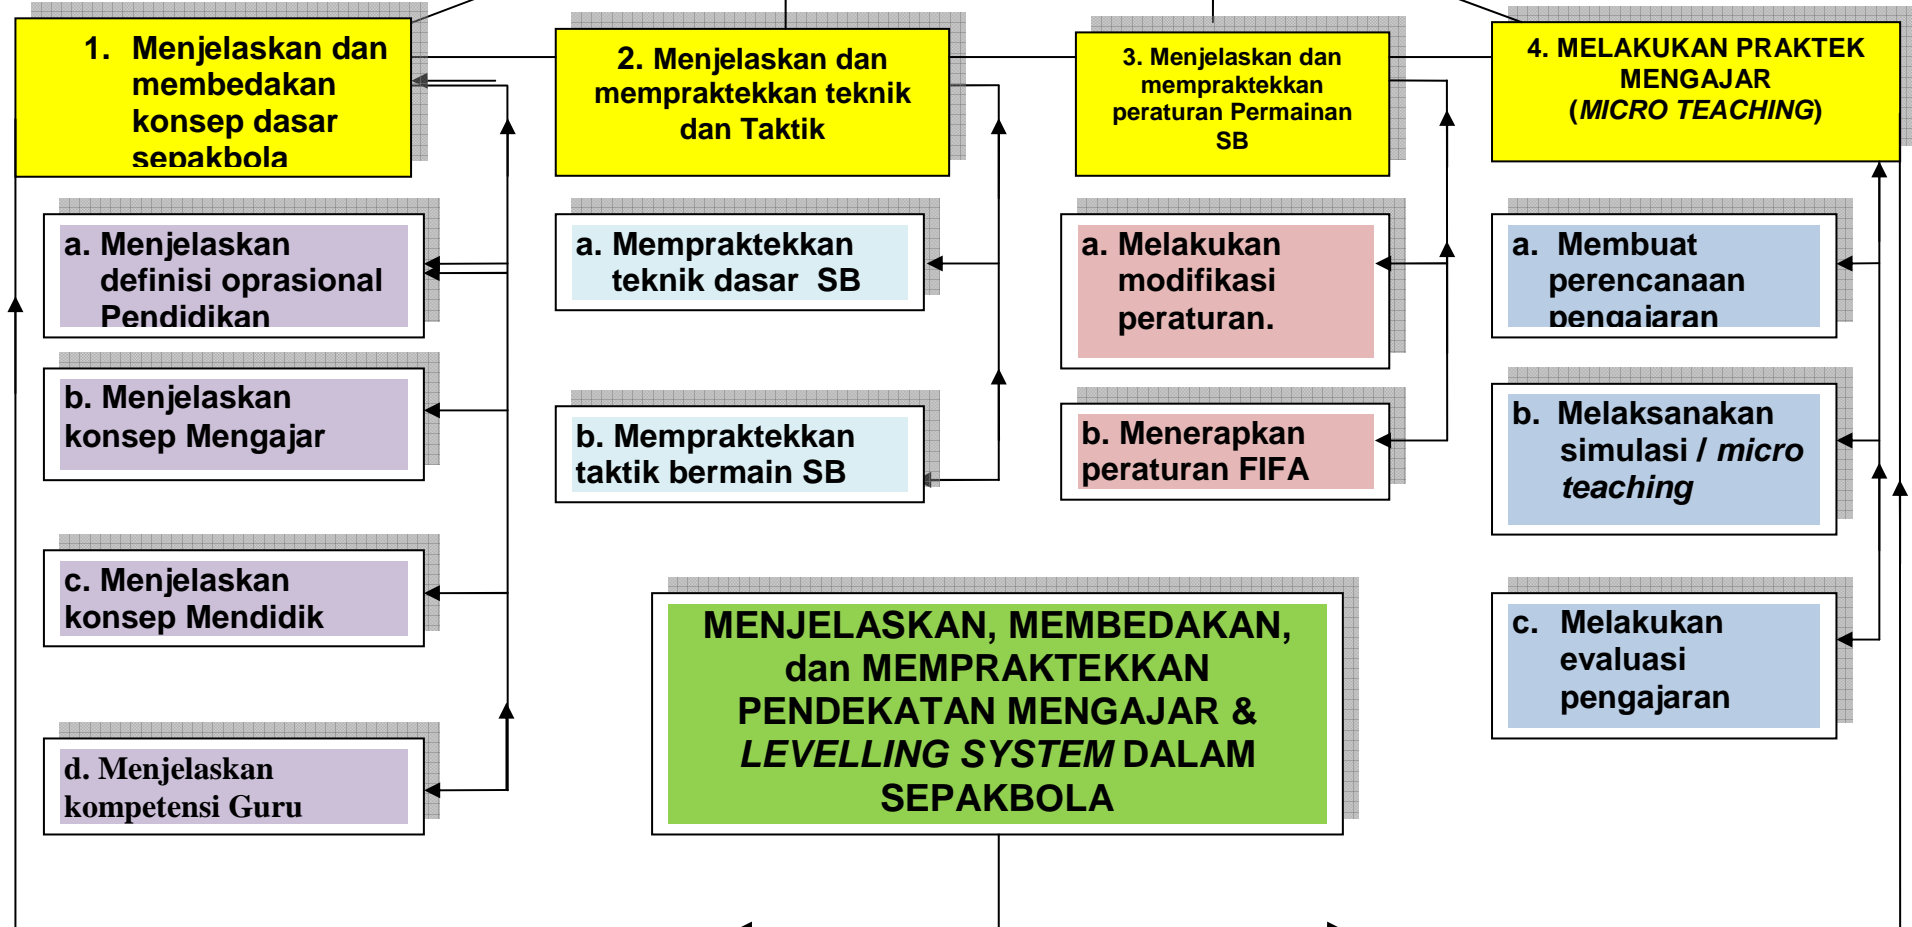 1. Menjelaskan dan
membedakan
konsep dasar
sepakbola
2. Menjelaskan dan
mempraktekkan teknik
dan Taktik
3. Menjelaskan dan
mempraktekkan
peraturan Permainan
SB
4. MELAKUKAN PRAKTEK
MENGAJAR
(MICRO TEACHING)
a. Menjelaskan
definisi oprasional
Pendidikan
b. Menjelaskan
konsep Mengajar
c. Menjelaskan
konsep Mendidik
d. Menjelaskan
kompetensi Guru
a. Mempraktekkan
teknik dasar SB
b. Mempraktekkan
taktik bermain SB
a. Melakukan
modifikasi
peraturan.
b. Menerapkan
peraturan FIFA
a. Membuat
perencanaan
pengajaran
b. Melaksanakan
simulasi / micro
teaching
c. Melakukan
evaluasi
pengajaran
MENJELASKAN, MEMBEDAKAN,
dan MEMPRAKTEKKAN
PENDEKATAN MENGAJAR &
LEVELLING SYSTEM DALAM
SEPAKBOLA